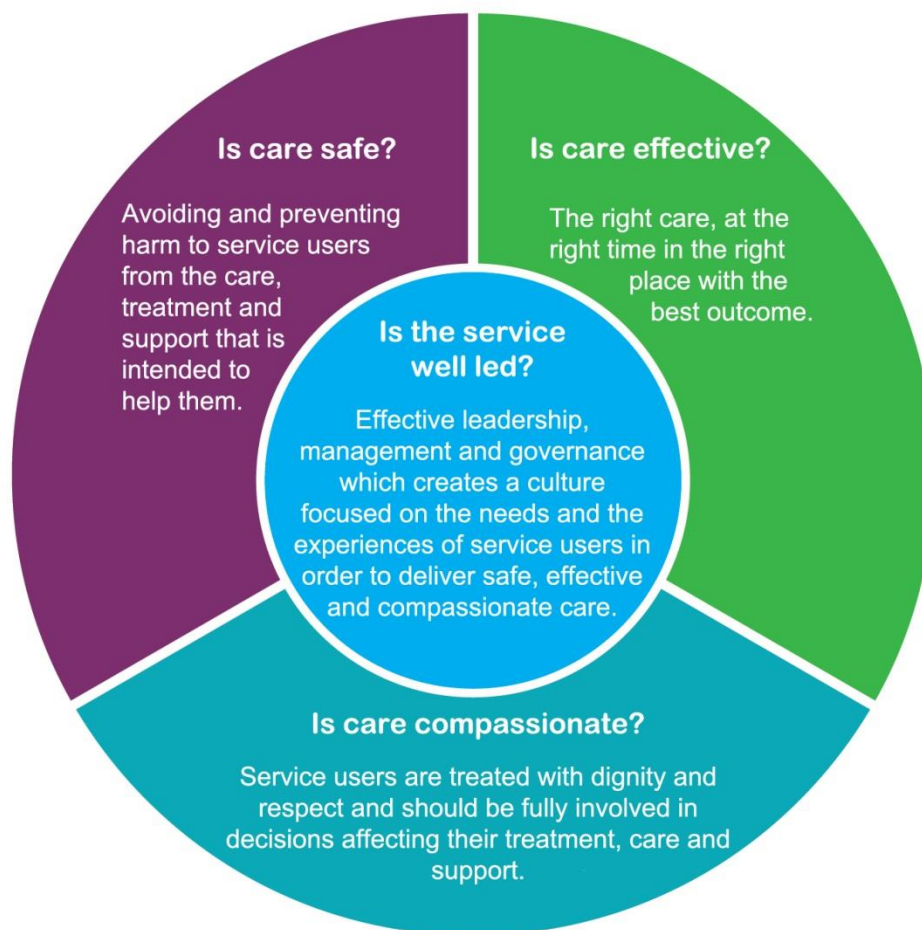 Is care safe?
Avoiding and preventing
harm to service users
from the care,
treatment and
support that is
intended to
help them.
Is care effective?
The right care, at the
right time in the right
place with the
best outcome.
Is the service
well led?
Effective leadership,
management and governance
which creates a culture
focused on the needs and the
experiences of service users in
order to deliver safe, effective
and compassionate care.
Is care compassionate?
Service users are treated with dignity and
respect and should be fully involved in
decisions affecting their treatment, care and
support.